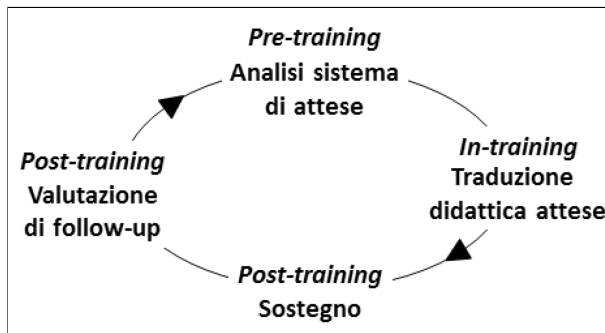 Pre-training
Analisi sistema
di attese
In-training
Traduzione
didattica attese
Post-training
Sostegno
Post-training
Valutazione
di follow-up